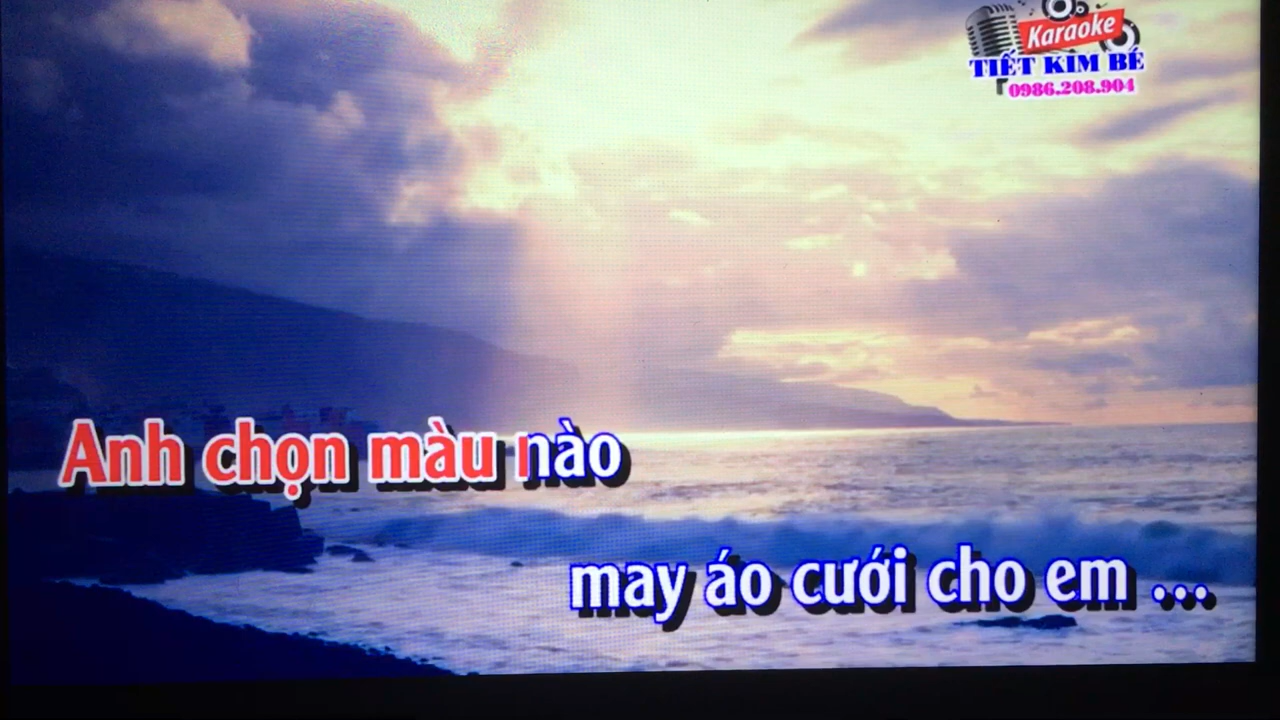 Karaoke
TIẾT KIM BÉ
0986.208.904
Anh chọn màu nào
may áo cưới cho em ...